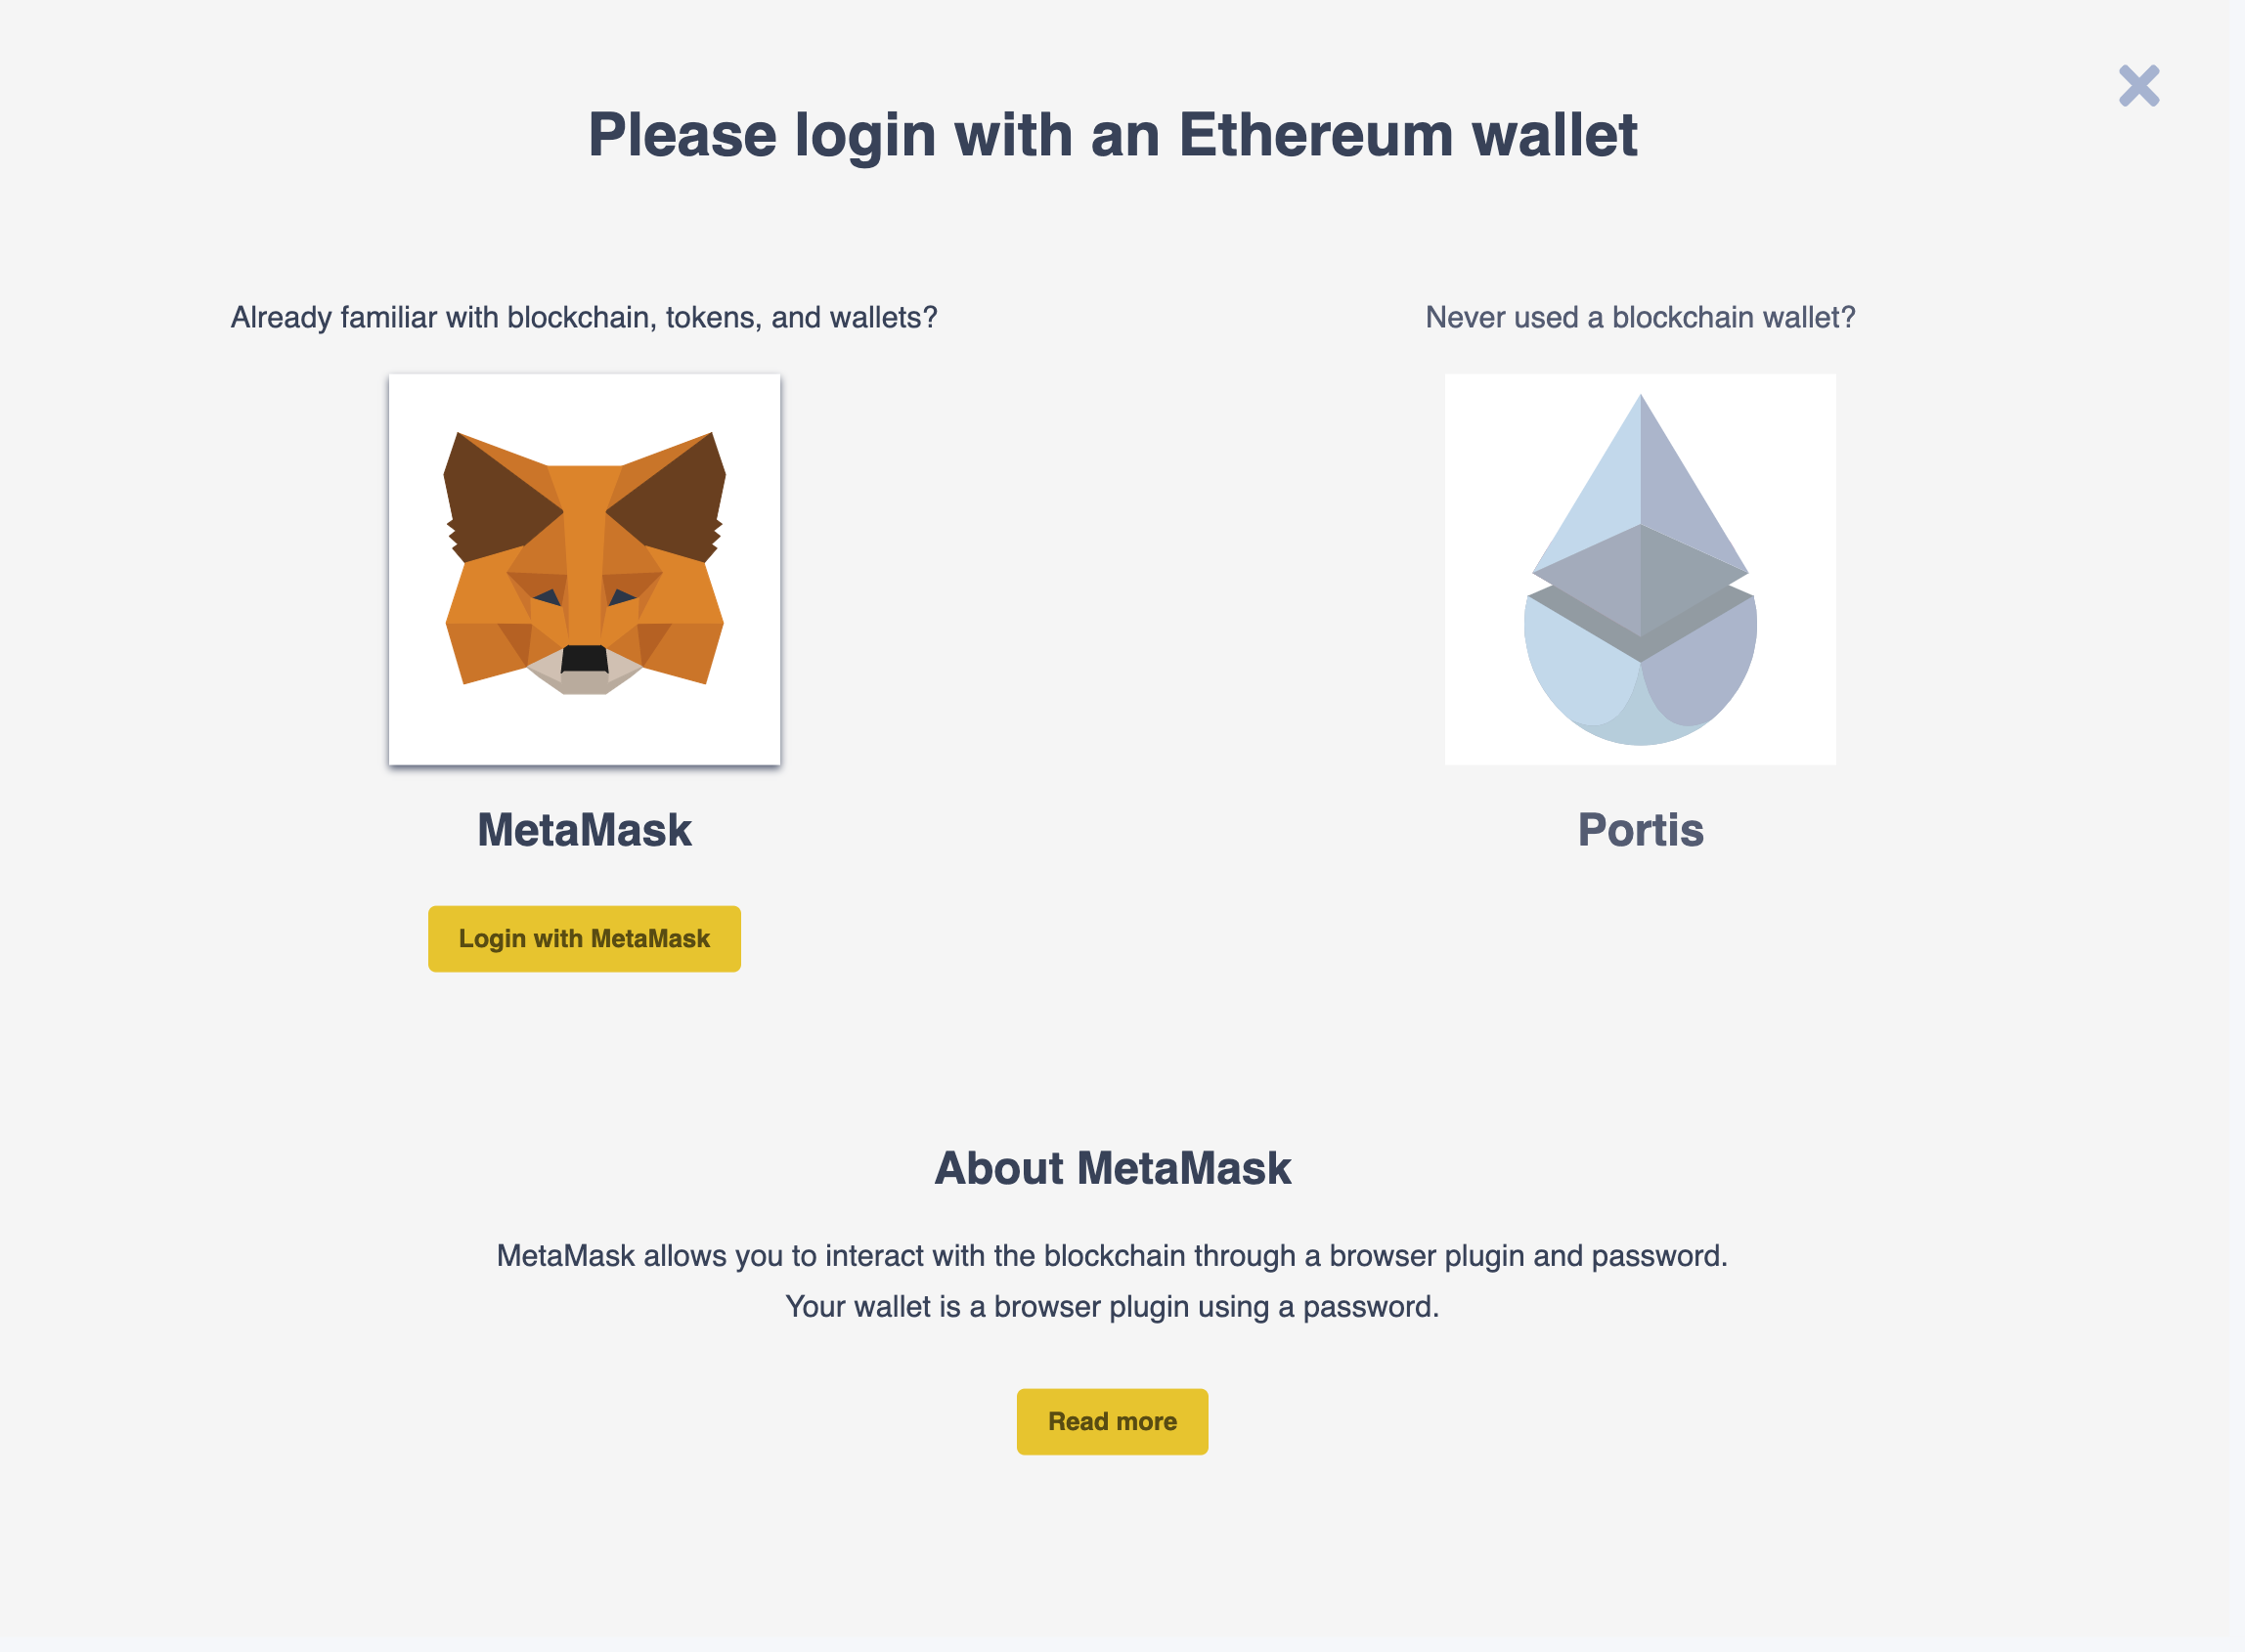 Please login with an Ethereum wallet
Already familiar with blockchain, tokens, and wallets?
MetaMask
Login with MetaMask
Never used a blockchain wallet?
Portis
About MetaMask
MetaMask allows you to interact with the blockchain through a browser plugin and password.
Your wallet is a browser plugin using a password.
Read more